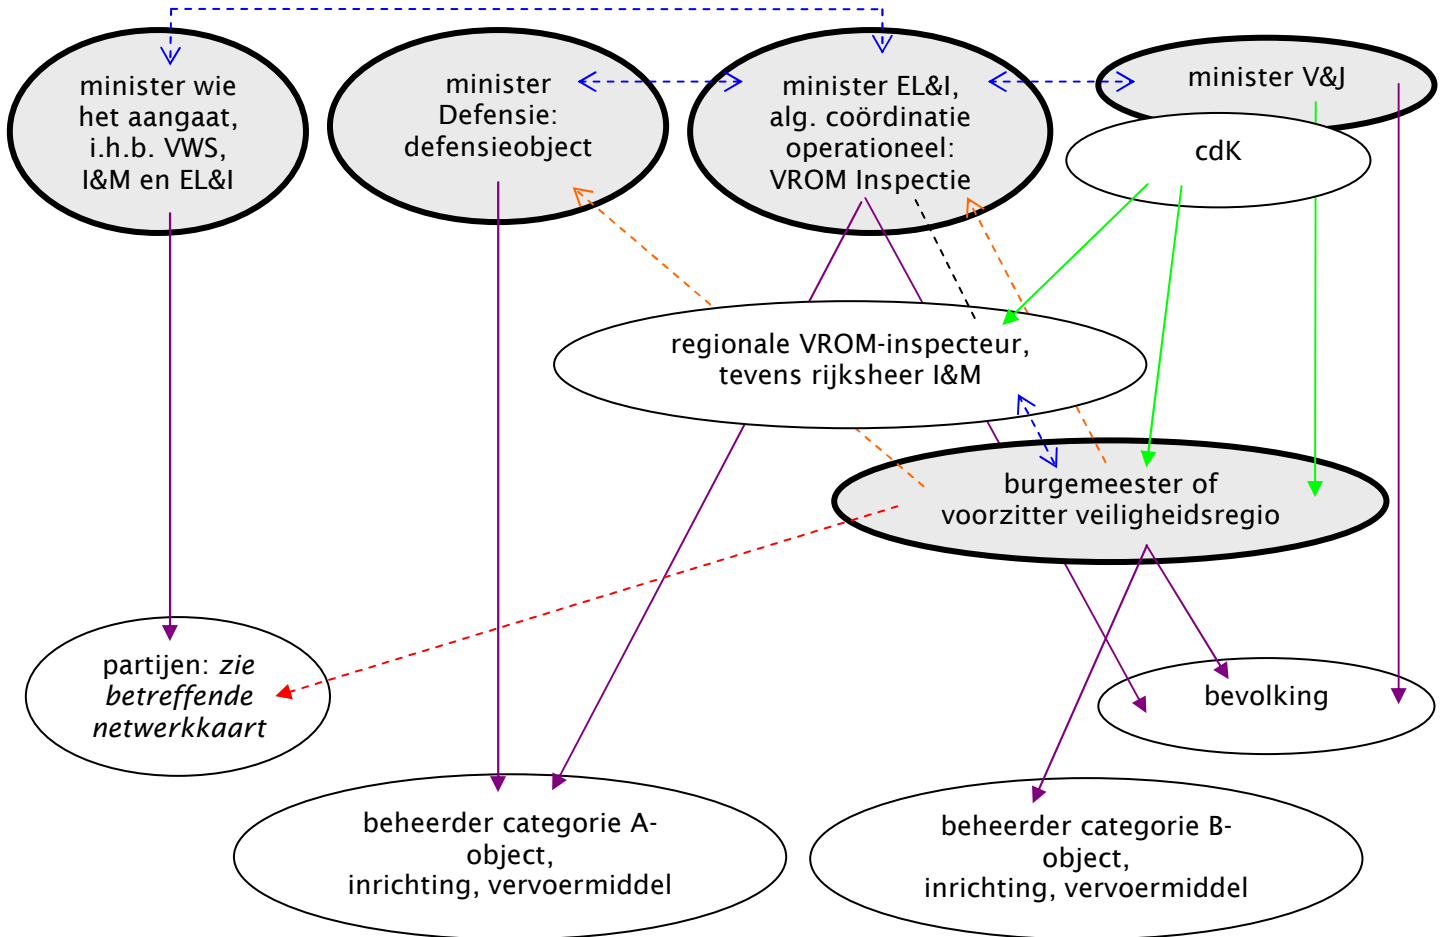 minister wie
het aangaat,
i.h.b. VWS,
I&M en EL&I
minister
Defensie:
defensieobject
minister EL&I,
alg. coördinatie
operationeel:
VROM Inspectie
minister V&J
cdK
regionale VROM-inspecteur,
tevens rijksheer I&M
burgemeester of
voorzitter veiligheidsregio
partijen: zie
betreffende
netwerkkaart
bevolking
beheerder categorie A-
object,
inrichting, vervoermiddel
beheerder categorie B-
object,
inrichting, vervoermiddel